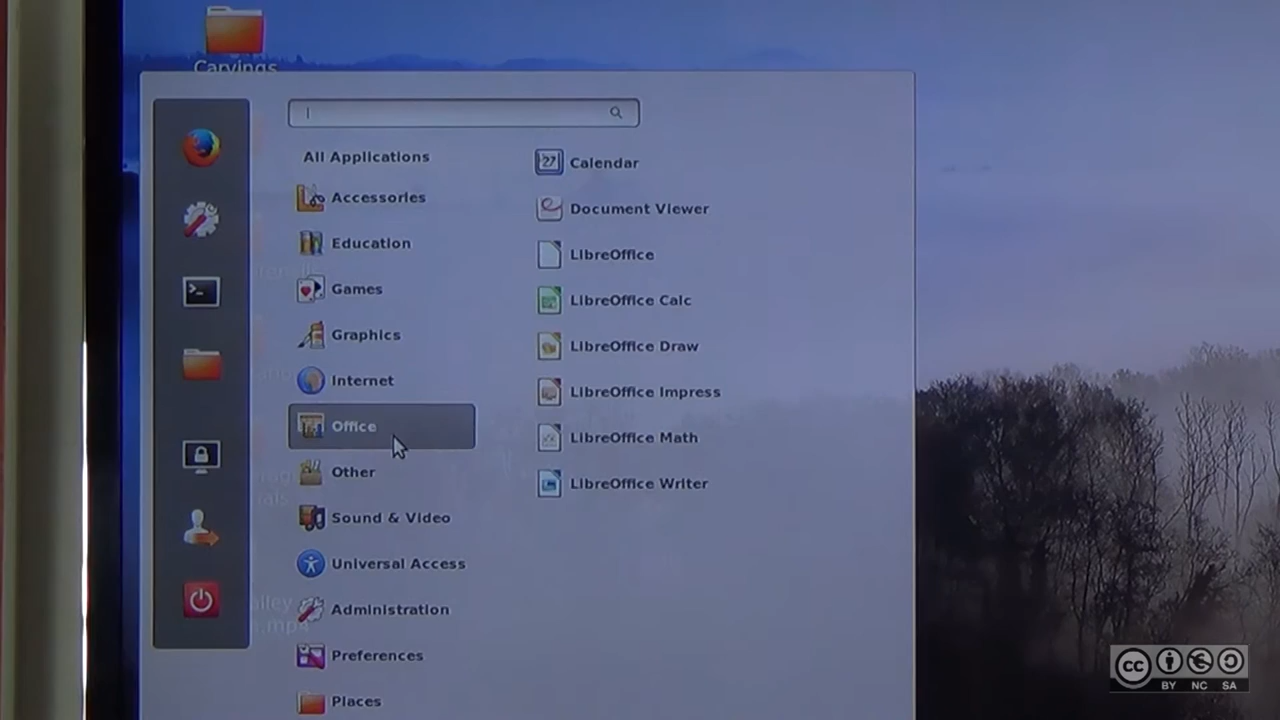 Carvings
All Applications
Accessories
Education
Games
Graphics
Internet
Office
Other
Sound & Video
Universal Access
Administration
Preferences
Places
27
Calendar
Document Viewer
LibreOffice
LibreOffice Calc
LibreOffice Draw
LibreOffice Impress
LibreOffice Math
LibreOffice Writer
cc
BY NC SA